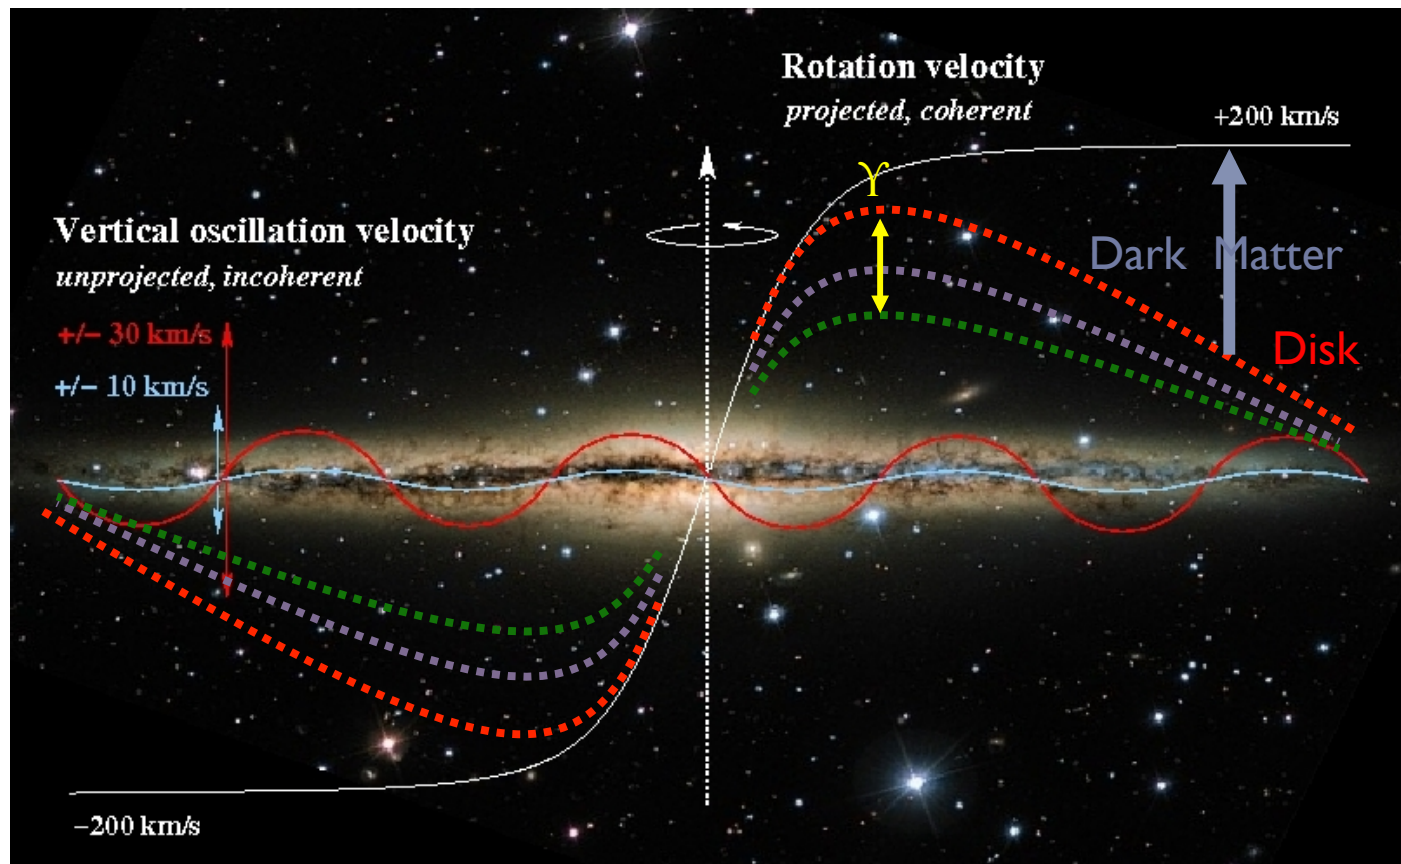 Rotation velocity
projected, coherent
+200 km/s
ϒ
Vertical oscillation velocity
unprojected, incoherent
Dark Matter
+/− 30 km/s
Disk
+/− 10 km/s
−200 km/s